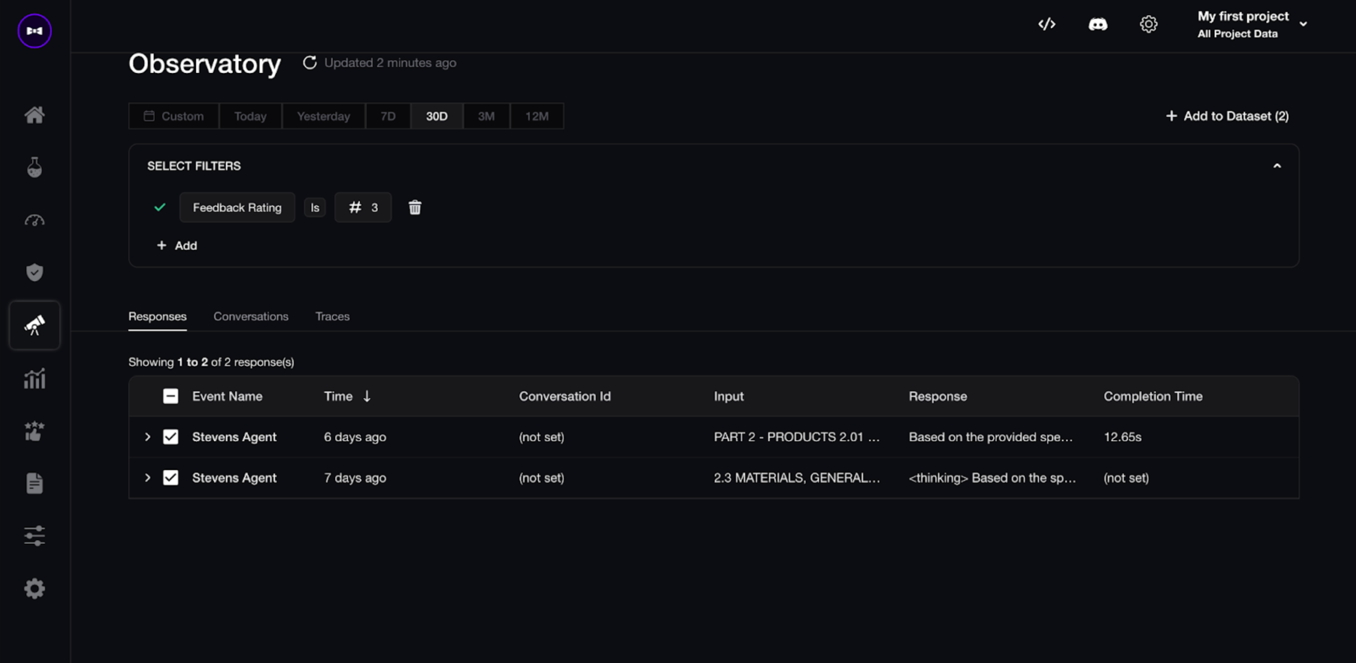 My first project
All Project Data
Observatory
Updated 2 minutes ago
Custom Today Yesterday 7D 30D 3M 12M
+ Add to Dataset (2)
SELECT FILTERS
Feedback Rating Is # 3
+ Add
Responses Conversations Traces
Showing 1 to 2 of 2 response(s)
Event Name Time ↓ Conversation Id Input Response Completion Time
Stevens Agent 6 days ago (not set) PART 2 - PRODUCTS 2.01 ... Based on the provided spe... 12.65s
Stevens Agent 7 days ago (not set) 2.3 MATERIALS, GENERAL... <thinking> Based on the sp... (not set)